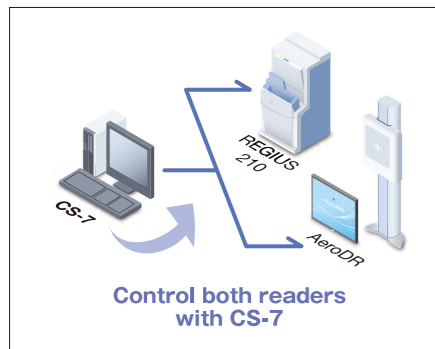 REGIUS
210
CS-7
AeroDR
Control both readers
with CS-7